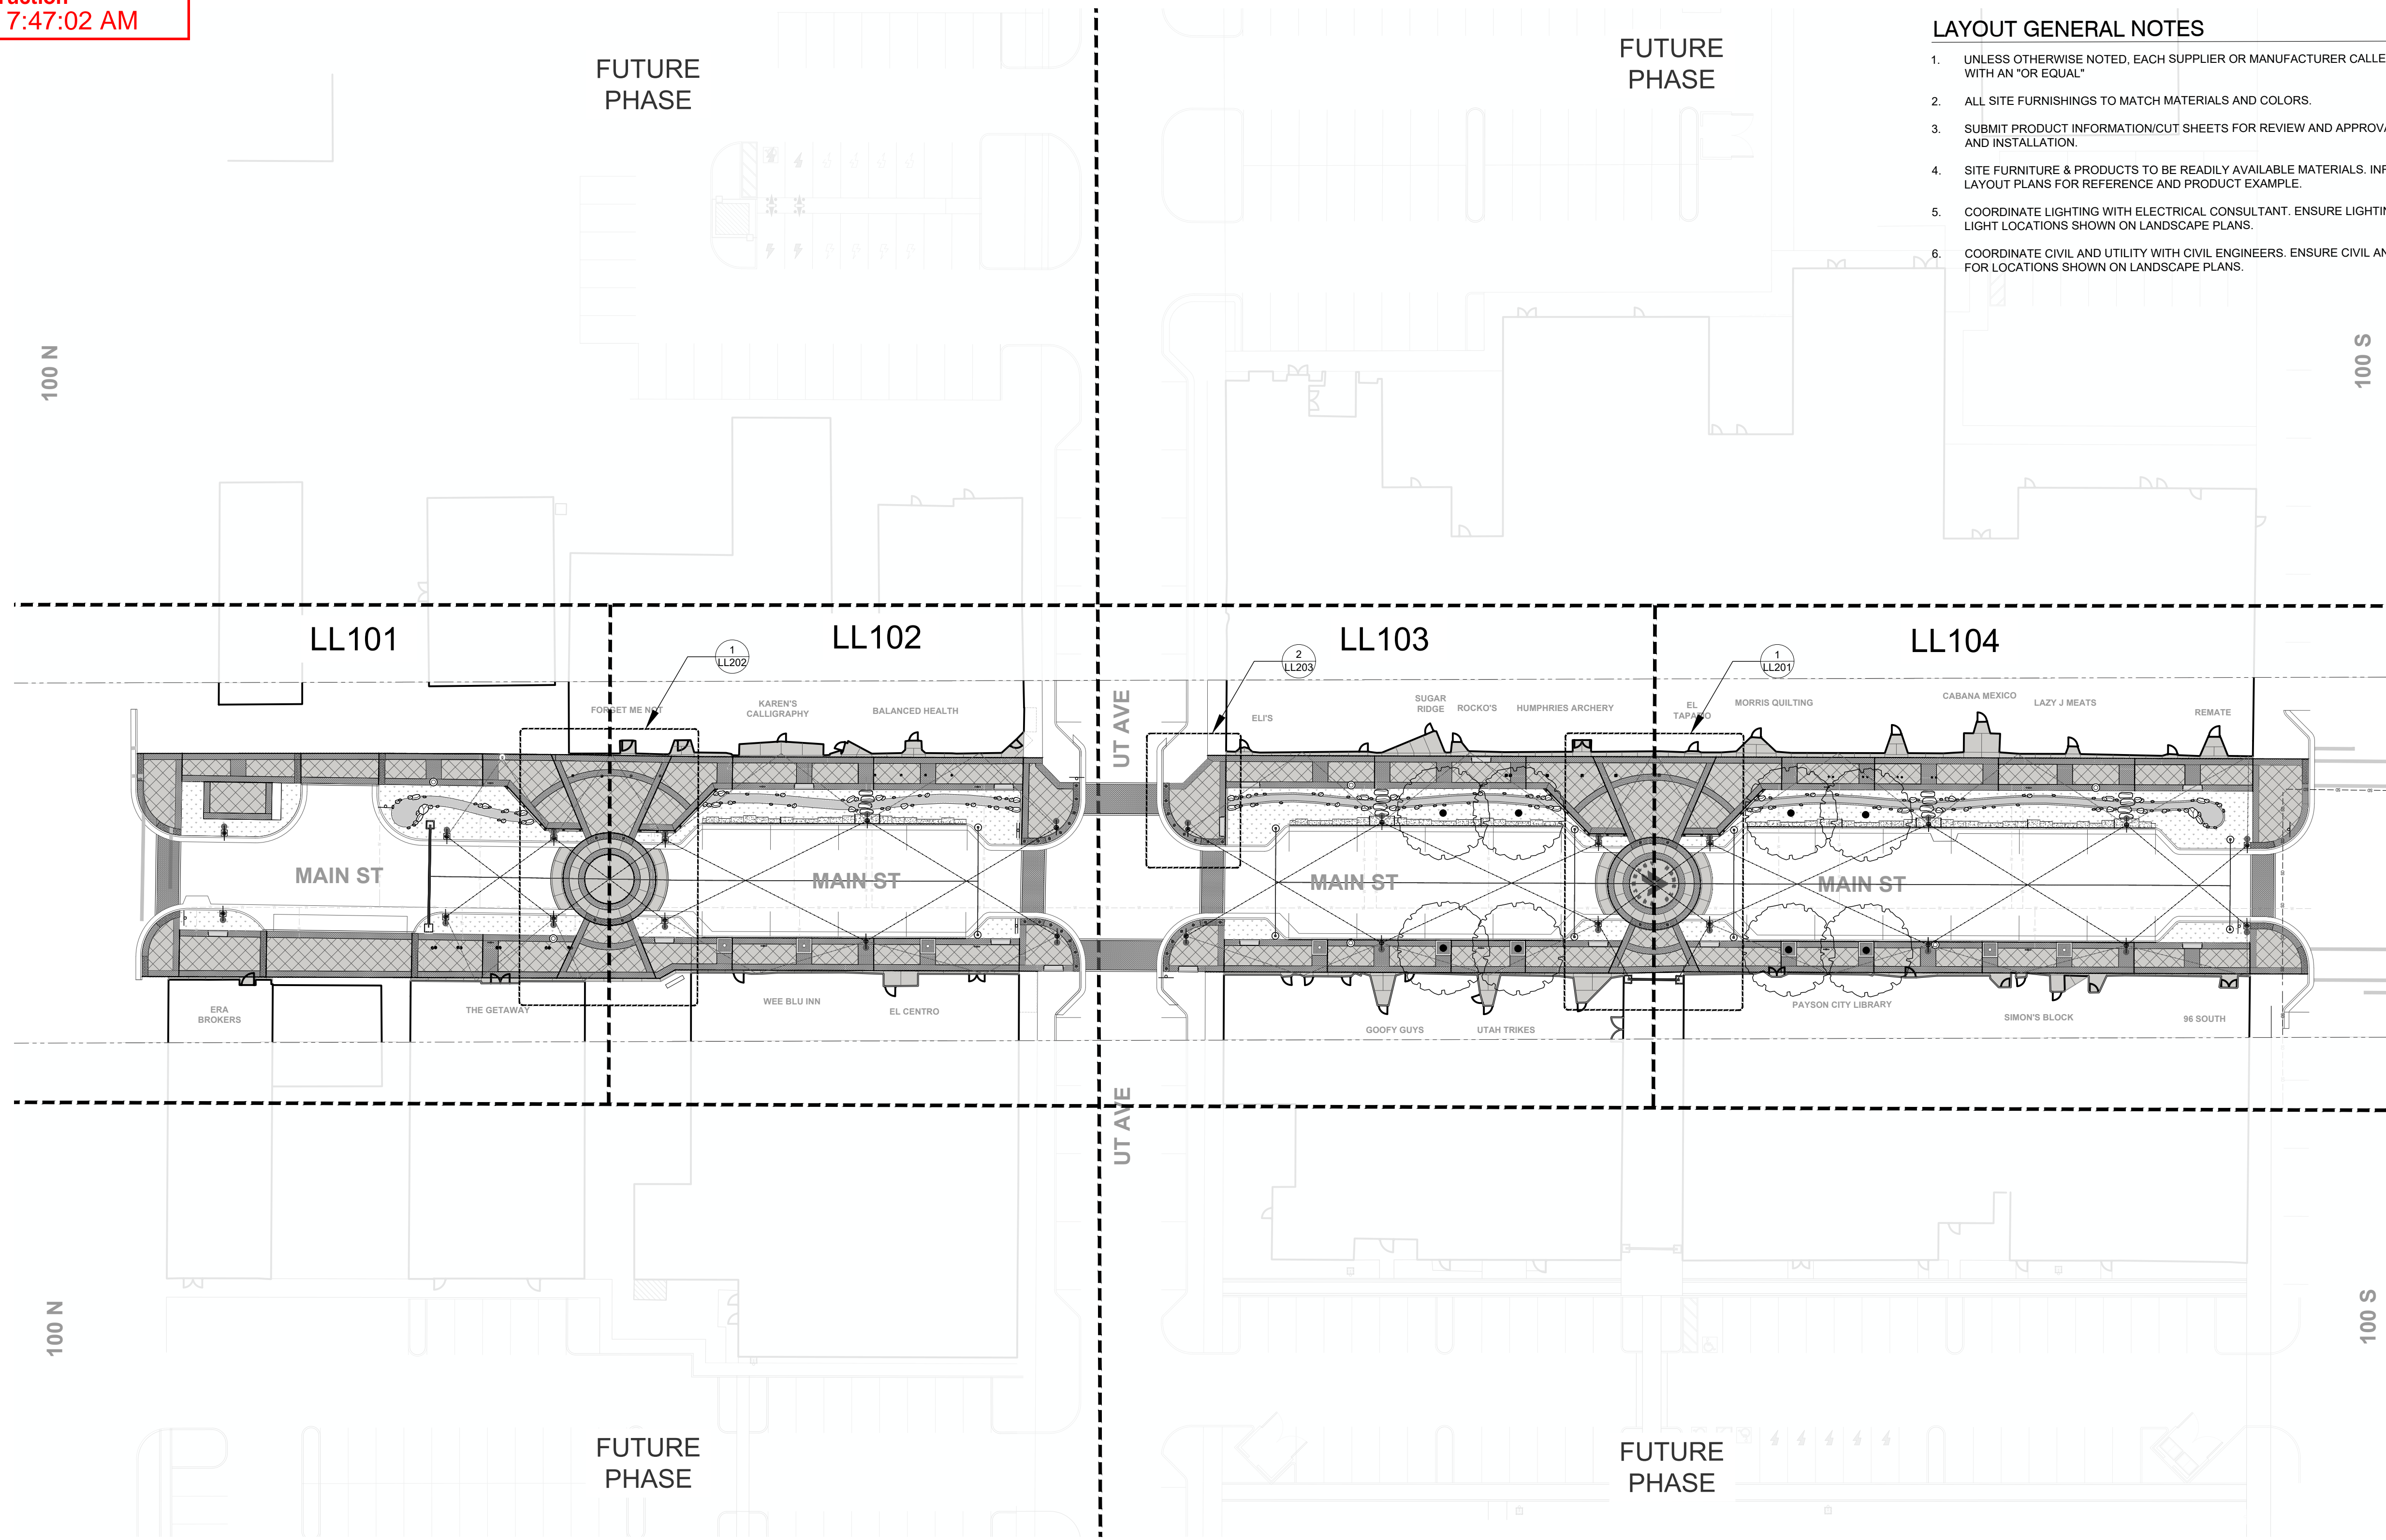 7:47:02 AM
FUTURE
PHASE
FUTURE
PHASE
LAYOUT GENERAL NOTES
1. UNLESS OTHERWISE NOTED, EACH SUPPLIER OR MANUFACTURER CALLE
WITH AN "OR EQUAL"
2. ALL SITE FURNISHINGS TO MATCH MATERIALS AND COLORS.
3. SUBMIT PRODUCT INFORMATION/CUT SHEETS FOR REVIEW AND APPROVA
AND INSTALLATION.
4. SITE FURNITURE & PRODUCTS TO BE READILY AVAILABLE MATERIALS. INF
LAYOUT PLANS FOR REFERENCE AND PRODUCT EXAMPLE.
5. COORDINATE LIGHTING WITH ELECTRICAL CONSULTANT. ENSURE LIGHTIN
LIGHT LOCATIONS SHOWN ON LANDSCAPE PLANS.
6. COORDINATE CIVIL AND UTILITY WITH CIVIL ENGINEERS. ENSURE CIVIL AN
FOR LOCATIONS SHOWN ON LANDSCAPE PLANS.
100 N
100 S
LL101
LL102
LL103
LL104
1
LL202
2
LL203
1
LL201
FORGET ME NOT
KAREN'S
CALLIGRAPHY
BALANCED HEALTH
UT AVE
ELI'S
SUGAR
RIDGE
ROCKO'S
HUMPHRIES ARCHERY
EL
TAPATIO
MORRIS QUILTING
CABANA MEXICO
LAZY J MEATS
REMATE
MAIN ST
MAIN ST
MAIN ST
MAIN ST
ERA
BROKERS
THE GETAWAY
WEE BLU INN
EL CENTRO
GOOFY GUYS
UTAH TRIKES
PAYSON CITY LIBRARY
SIMON'S BLOCK
96 SOUTH
UT AVE
100 N
100 S
FUTURE
PHASE
FUTURE
PHASE